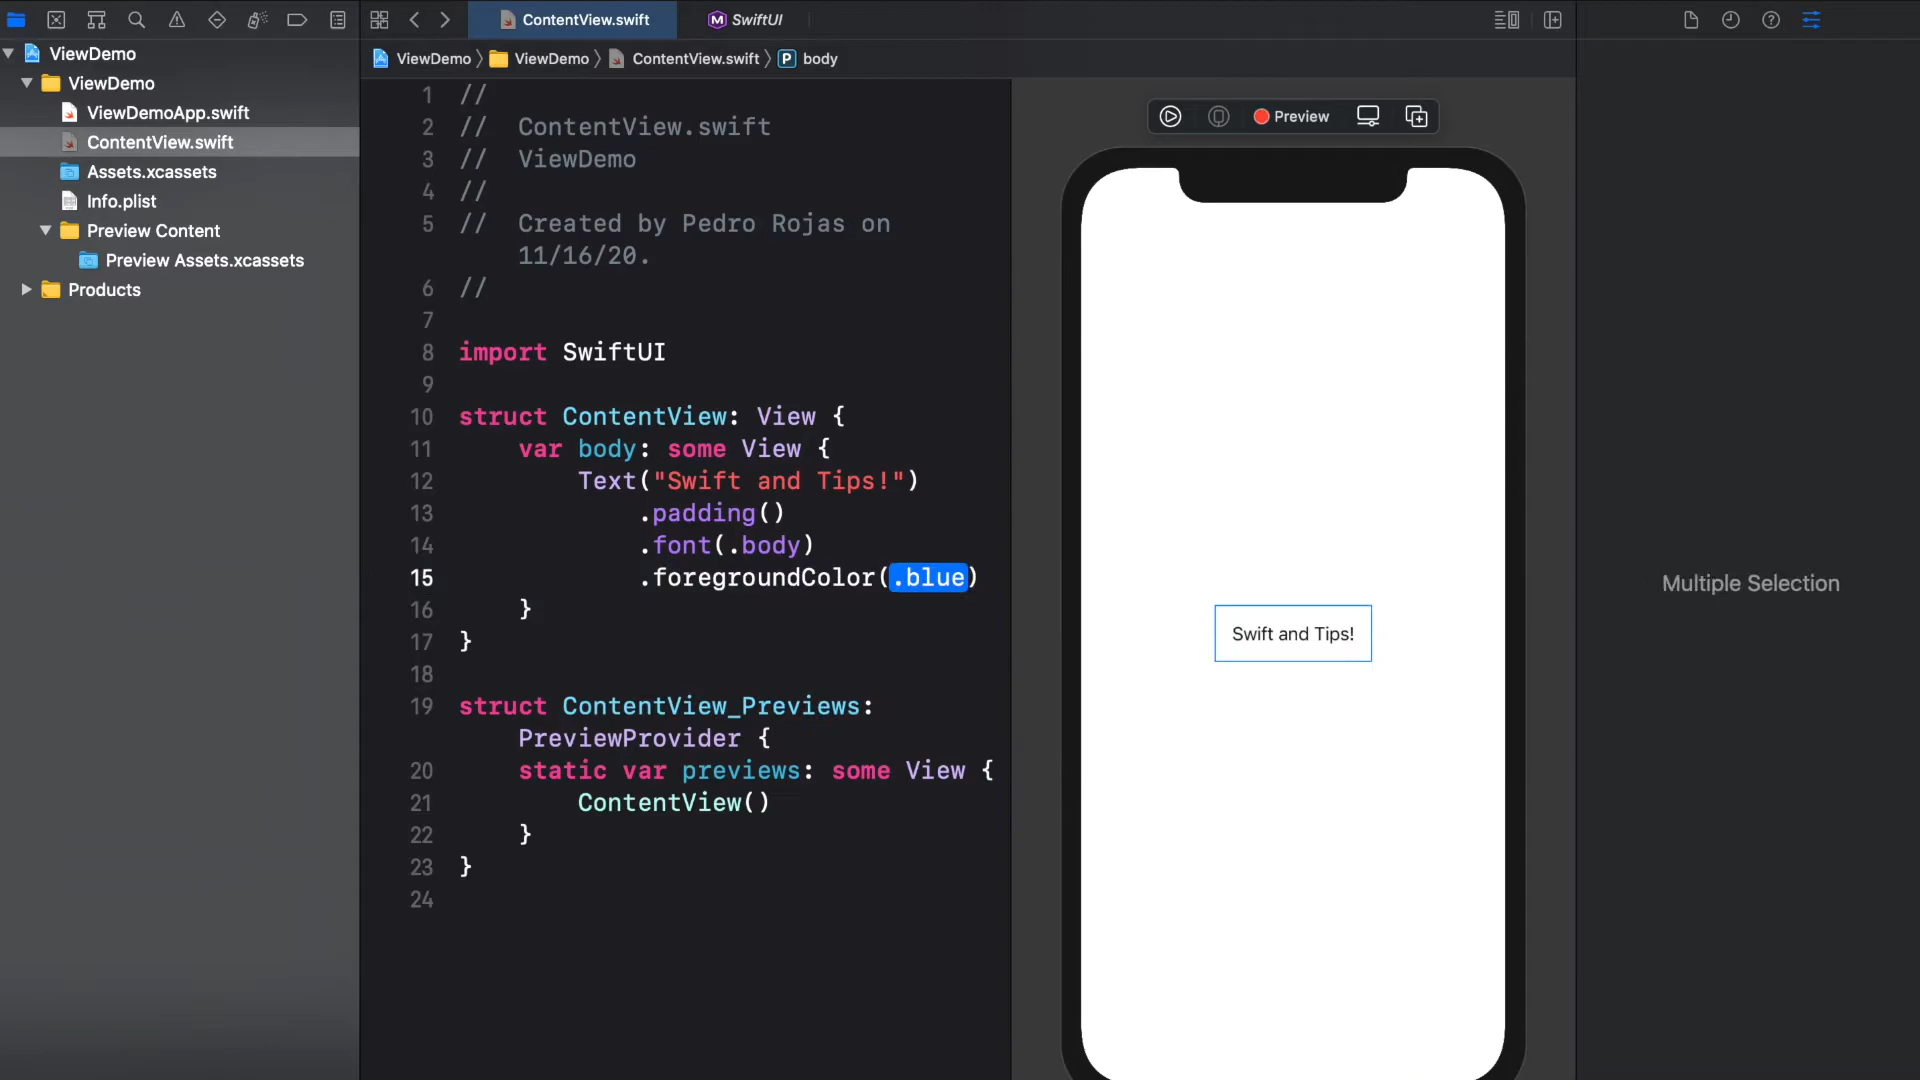 ContentView.swift
SwiftUI
ViewDemo
ViewDemo
ViewDemoApp.swift
ContentView.swift
Assets.xcassets
Info.plist
Preview Content
Preview Assets.xcassets
Products
ViewDemo ViewDemo ContentView.swift P body
1 //
2 // ContentView.swift
3 // ViewDemo
4 //
5 // Created by Pedro Rojas on
11/16/20.
6 //
7
8 import SwiftUI
9
10 struct ContentView: View {
11 var body: some View {
12 Text("Swift and Tips!")
13 .padding()
14 .font(.body)
15 .foregroundColor(.blue)
16 }
17 }
18
19 struct ContentView_Previews:
PreviewProvider {
20 static var previews: some View {
21 ContentView()
22 }
23 }
24
Preview
Swift and Tips!
Multiple Selection